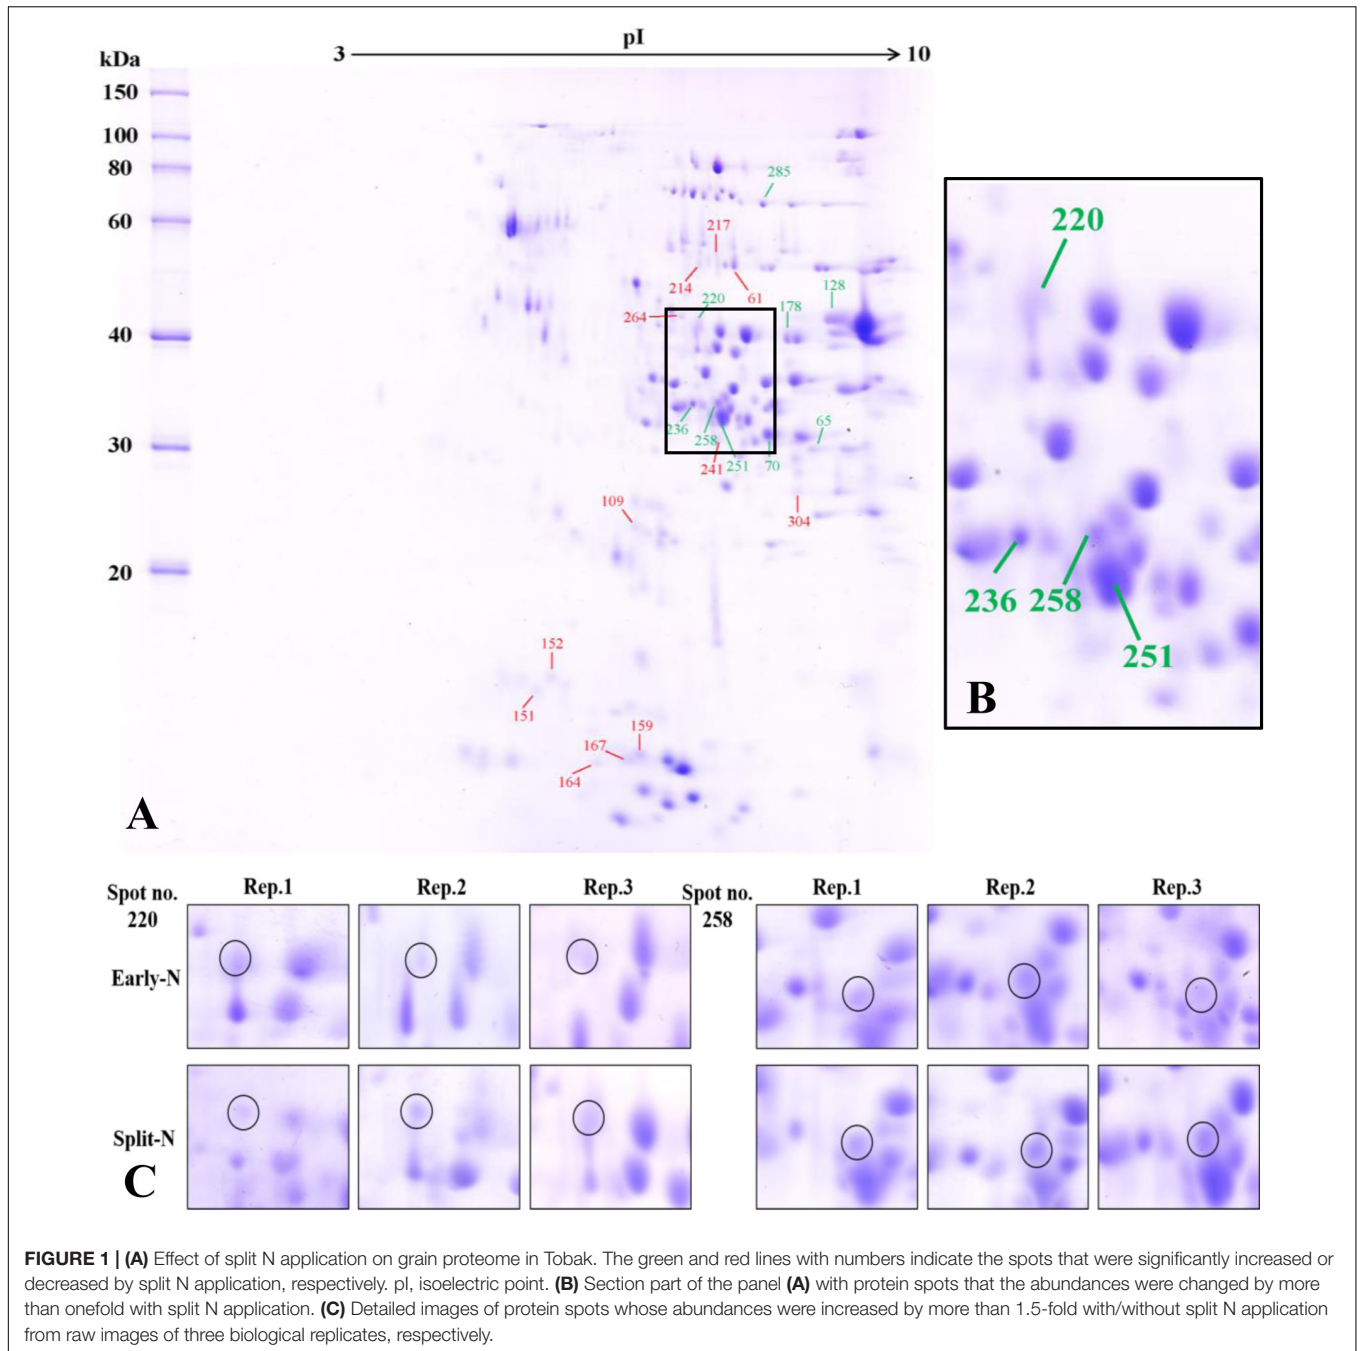 pI
3
10
kDa
150
100
80
60
40
30
20
285
217
214
61
220
264
178
128
236
258
251
241
70
65
109
304
152
151
159
167
164
A
220
236
258
251
B
Spot no.
220
Rep.1
Rep.2
Rep.3
Spot no.
258
Rep.1
Rep.2
Rep.3
Early-N
Split-N
C
FIGURE 1 | (A) Effect of split N application on grain proteome in Tobak. The green and red lines with numbers indicate the spots that were significantly increased or
decreased by split N application, respectively. pI, isoelectric point. (B) Section part of the panel (A) with protein spots that the abundances were changed by more
than onefold with split N application. (C) Detailed images of protein spots whose abundances were increased by more than 1.5-fold with/without split N application
from raw images of three biological replicates, respectively.